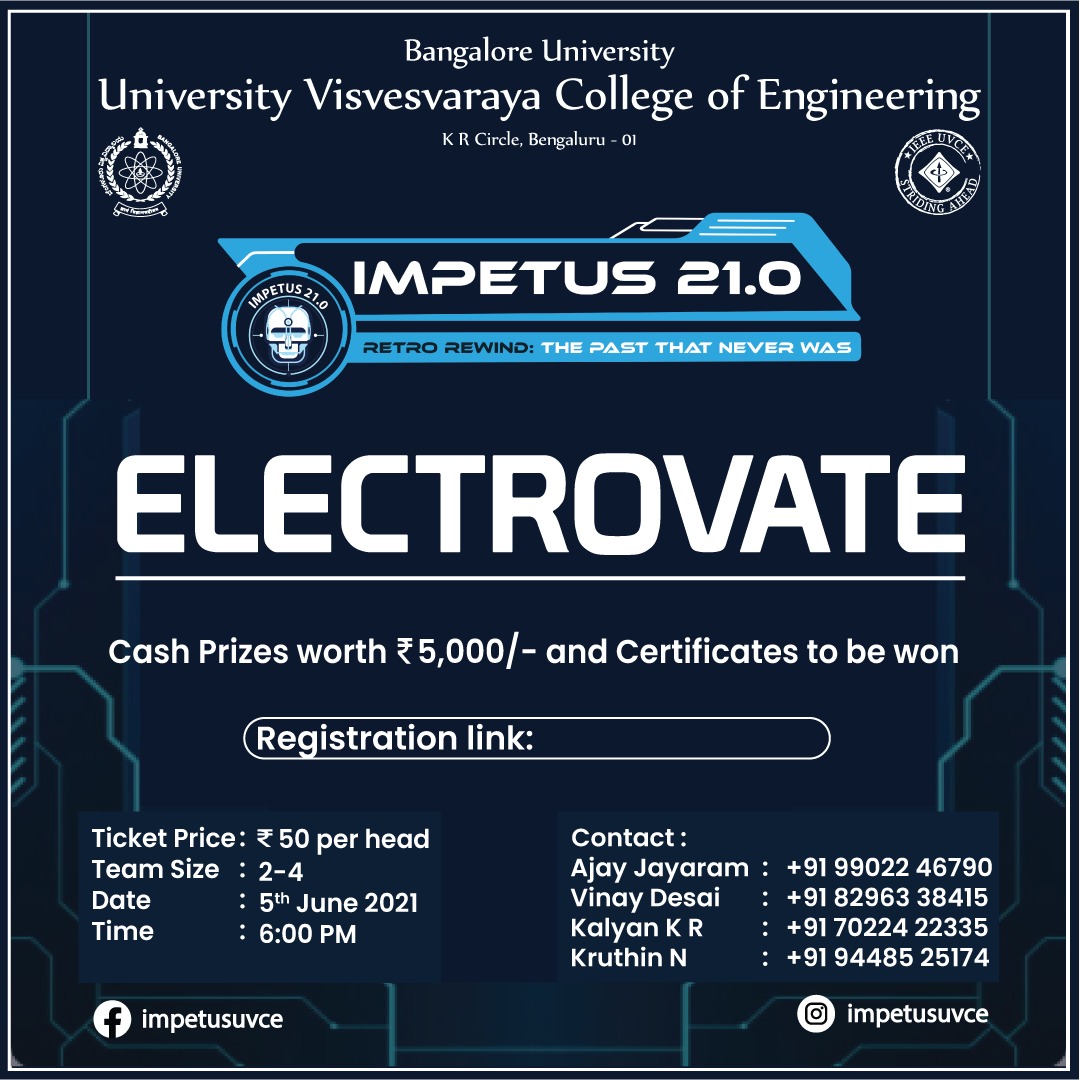 Bangalore University
University Visvesvaraya College of Engineering
K R Circle, Bengaluru - 01
BANGALORE UNIVERSITY
IEEE UVCE
STRIDING AHEAD
IMPETUS 21.0
IMPETUS 21.0
RETRO REWIND: THE PAST THAT NEVER WAS
ELECTROVATE
Cash Prizes worth ₹5,000/- and Certificates to be won
Registration link:
Ticket Price : ₹ 50 per head
Team Size : 2-4
Date : 5th June 2021
Time : 6:00 PM
Contact :
Ajay Jayaram : +91 99022 46790
Vinay Desai : +91 82963 38415
Kalyan K R : +91 70224 22335
Kruthin N : +91 94485 25174
impetusuvce
impetusuvce